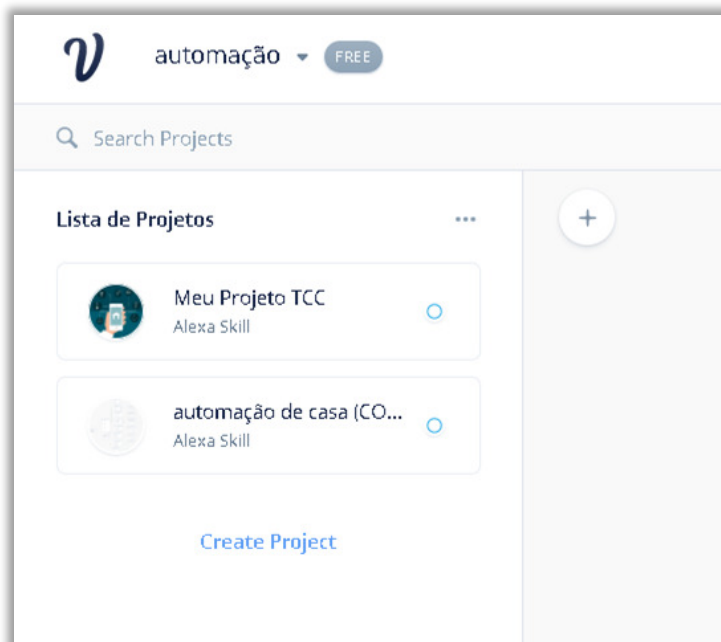 automação FREE
Search Projects
Lista de Projetos
Meu Projeto TCC
Alexa Skill
automação de casa (CO...
Alexa Skill
Create Project